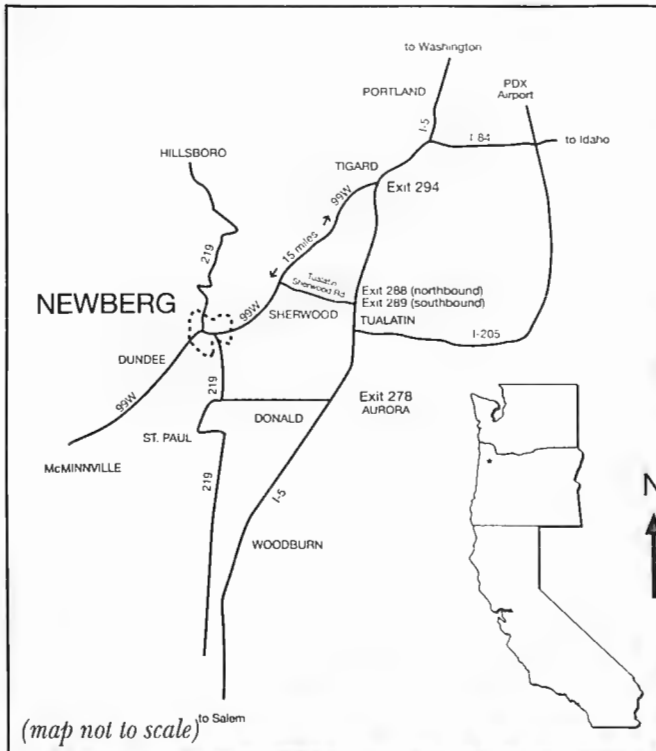 to Washington
PORTLAND
PDX
Airport
I-5
I-84
to Idaho
HILLSBORO
TIGARD
99W
Exit 294
219
15 miles
Tualatin
Sherwood Rd
Exit 288 (northbound)
Exit 289 (southbound)
NEWBERG
99W
SHERWOOD
TUALATIN
I-205
DUNDEE
219
99W
Exit 278
AURORA
DONALD
ST. PAUL
McMINNVILLE
219
I-5
N
WOODBURN
(map not to scale)
to Salem